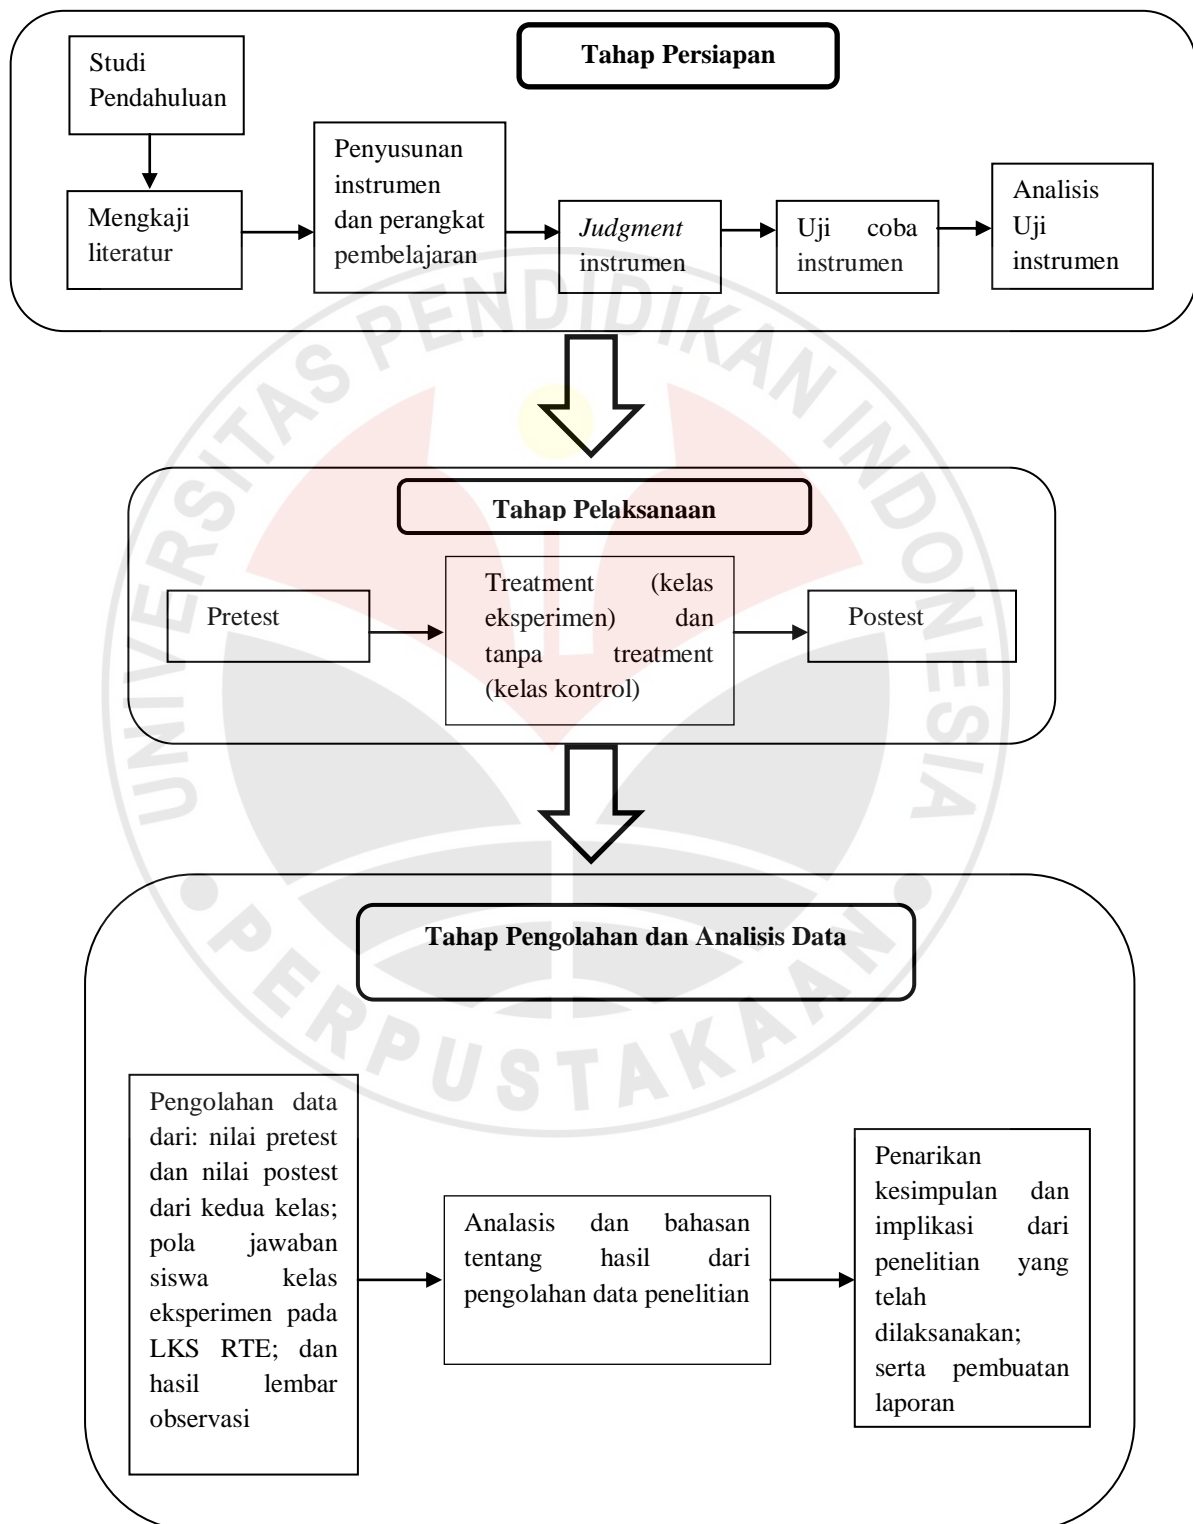 Tahap Persiapan
Studi
Pendahuluan
Mengkaji
literatur
Penyusunan
instrumen
dan perangkat
pembelajaran
Judgment
instrumen
Uji coba
instrumen
Analisis
Uji
instrumen
Tahap Pelaksanaan
Pretest
Treatment (kelas
eksperimen) dan
tanpa treatment
(kelas kontrol)
Postest
Tahap Pengolahan dan Analisis Data
Pengolahan data
dari: nilai pretest
dan nilai postest
dari kedua kelas;
pola jawaban
siswa kelas
eksperimen pada
LKS RTE; dan
hasil lembar
observasi
Analasis dan bahasan
tentang hasil dari
pengolahan data penelitian
Penarikan
kesimpulan dan
implikasi dari
penelitian yang
telah
dilaksanakan;
serta pembuatan
laporan
UNIVERSITAS PENDIDIKAN INDONESIA
PERPUSTAKAAN